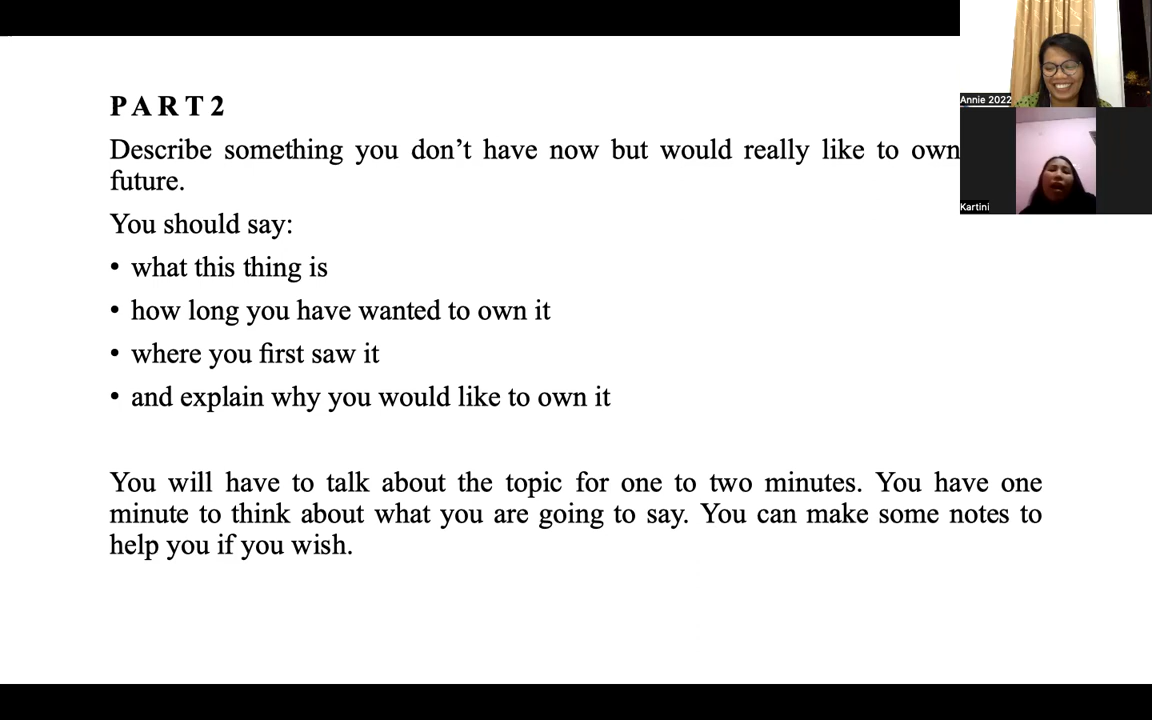 PART 2
Describe something you don’t have now but would really like to own
future.
You should say:
• what this thing is
• how long you have wanted to own it
• where you first saw it
• and explain why you would like to own it
You will have to talk about the topic for one to two minutes. You have one
minute to think about what you are going to say. You can make some notes to
help you if you wish.
Annie 2022
Kartini